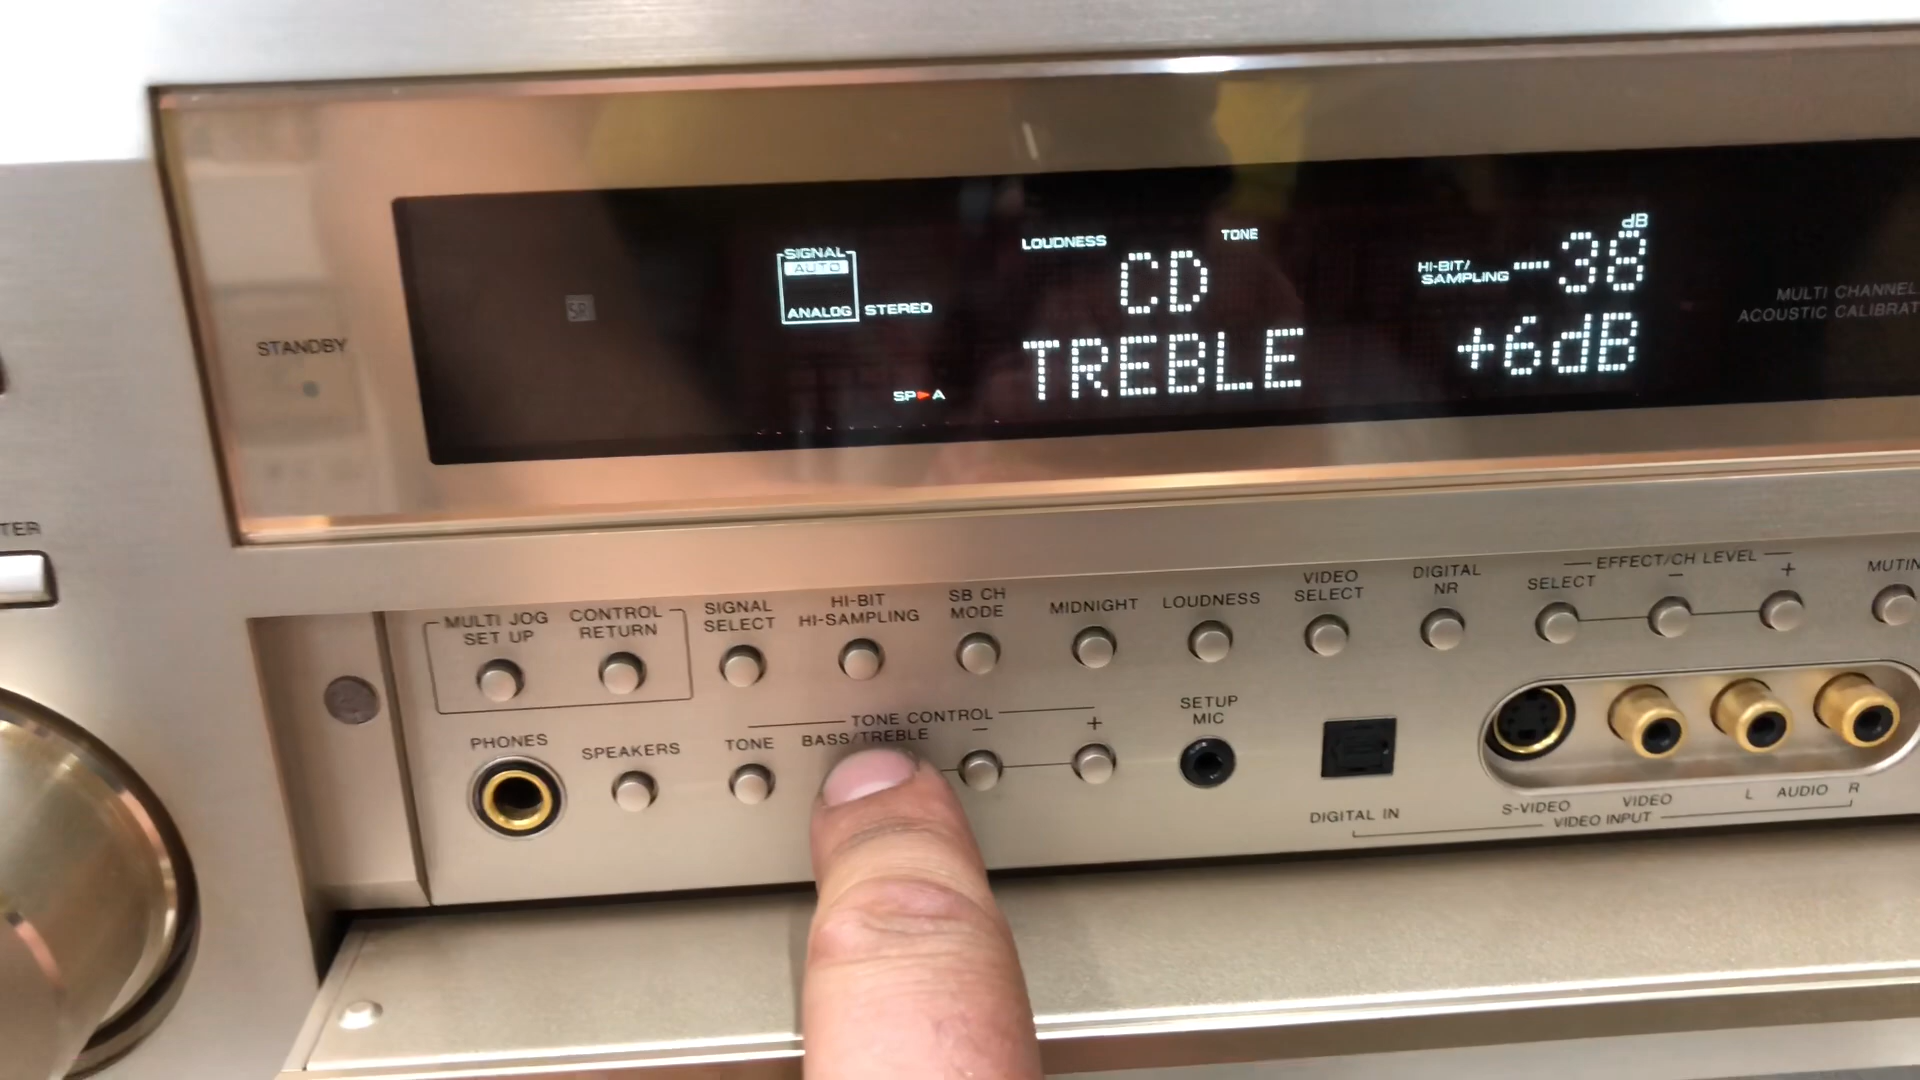 SIGNAL
AUTO
ANALOG
STEREO
SP►A
LOUDNESS
TONE
CD
TREBLE
dB
HI-BIT/
SAMPLING
-38
+6dB
SR
STANDBY
MULTI CHANNEL
ACOUSTIC CALIBRAT
TER
MULTI JOG CONTROL
SET UP
RETURN
SIGNAL
SELECT
HI-BIT
HI-SAMPLING
SB CH
MODE
MIDNIGHT
LOUDNESS
VIDEO
SELECT
DIGITAL
NR
EFFECT/CH LEVEL
SELECT
−
+
MUTIN
PHONES
SPEAKERS
TONE CONTROL
TONE
BASS/TREBLE
−
+
SETUP
MIC
DIGITAL IN
S-VIDEO
VIDEO
L AUDIO R
VIDEO INPUT